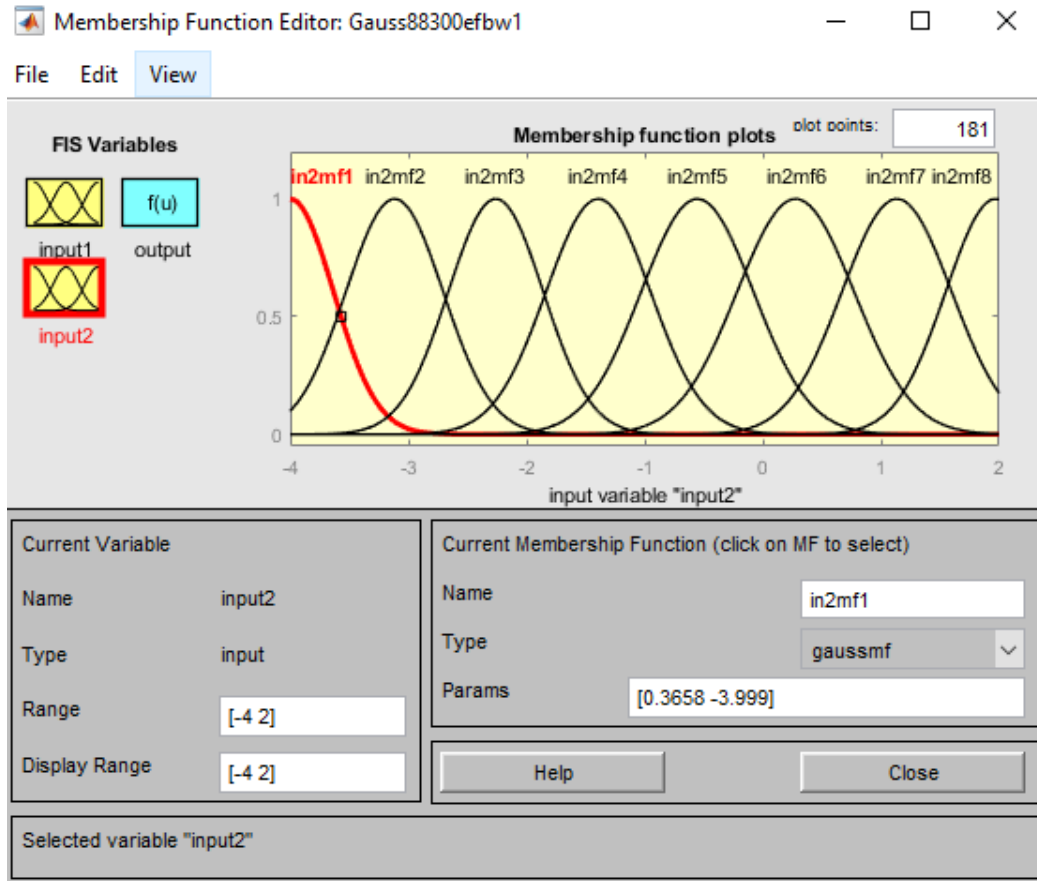 Membership Function Editor: Gauss88300efbw1
File Edit View
FIS Variables
input1
f(u)
output
input2
Membership function plots
plot points:
181
in2mf1 in2mf2 in2mf3 in2mf4 in2mf5 in2mf6 in2mf7 in2mf8
1
0.5
0
-4 -3 -2 -1 0 1 2
input variable "input2"
Current Variable
Name input2
Type input
Range [-4 2]
Display Range [-4 2]
Current Membership Function (click on MF to select)
Name in2mf1
Type gaussmf
Params [0.3658 -3.999]
Help Close
Selected variable "input2"